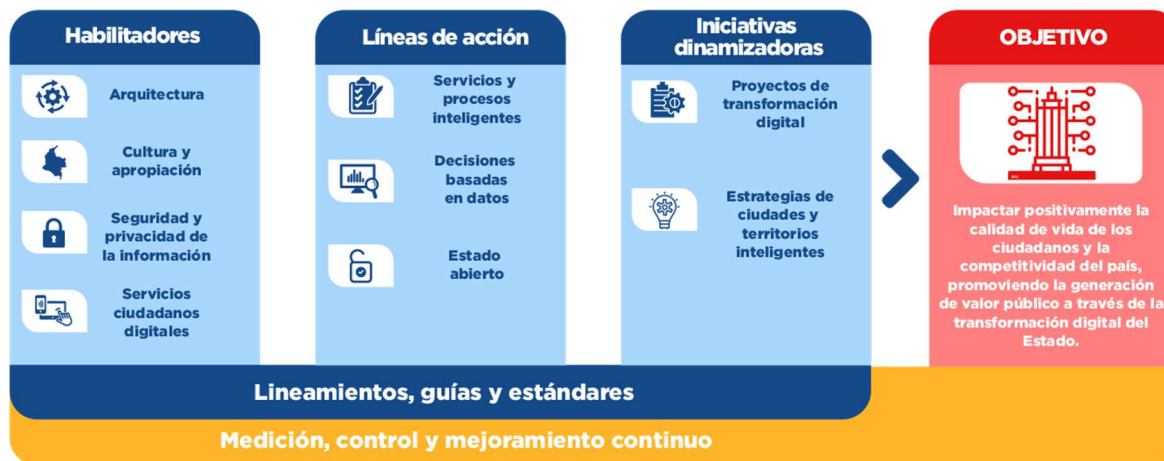 Habilitadores
Arquitectura
Cultura y
apropiación
Seguridad y
privacidad de
la información
Servicios
ciudadanos
digitales
Líneas de acción
Servicios y
procesos
inteligentes
Decisiones
basadas
en datos
Estado
abierto
Iniciativas
dinamizadoras
Proyectos de
transformación
digital
Estrategias de
ciudades y
territorios
inteligentes
OBJETIVO
Impactar positivamente la
calidad de vida de los
ciudadanos y la
competitividad del país,
promoviendo la generación
de valor público a través de la
transformación digital del
Estado.
Lineamientos, guías y estándares
Medición, control y mejoramiento continuo